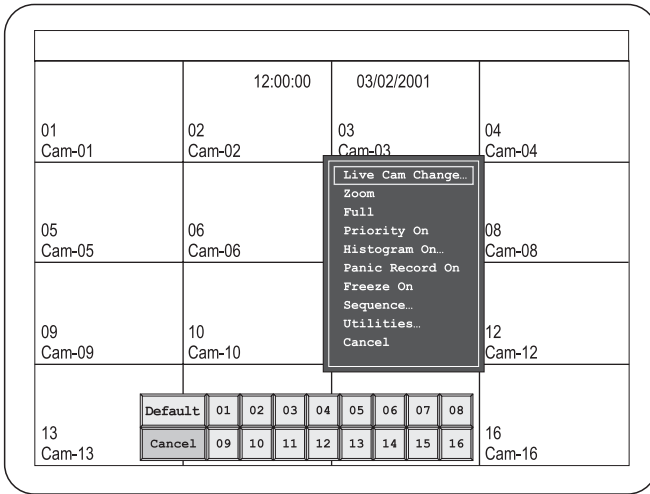 12:00:00 03/02/2001
01 02 03 04
Cam-01 Cam-02 Cam-03 Cam-04
Live Cam Change…
Zoom
Full
Priority On
Histogram On…
Panic Record On
Freeze On
Sequence…
Utilities…
Cancel
05 06 08
Cam-05 Cam-06 Cam-08
09 10 12
Cam-09 Cam-10 Cam-12
Default 01 02 03 04 05 06 07 08
Cancel 09 10 11 12 13 14 15 16
13 16
Cam-13 Cam-16